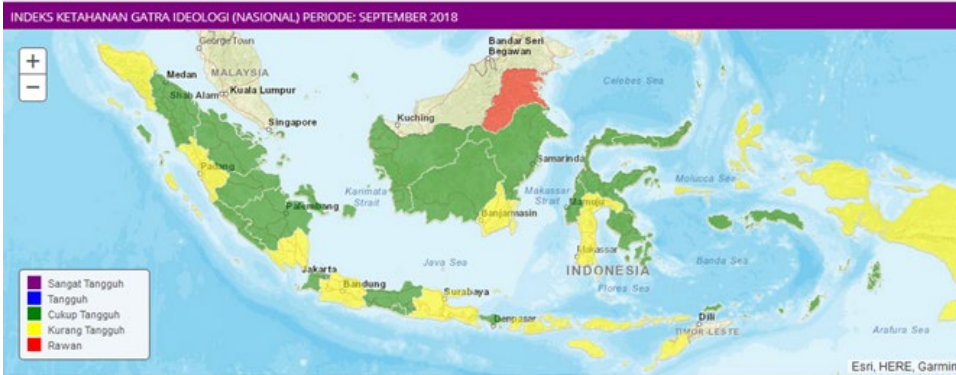 INDEKS KETAHANAN GATRA IDEOLOGI (NASIONAL) PERIODE: SEPTEMBER 2018
+
−
George Town
MALAYSIA
Medan
Shah Alam
Kuala Lumpur
Singapore
Bandar Seri
Begawan
Celebes Sea
Kuching
Padang
Palembang
Karimata
Strait
Samarinda
Makassar
Strait
Banjarmasin
Molucca Sea
Mamuju
Makassar
INDONESIA
Java Sea
Banda Sea
Flores Sea
Jakarta
Bandung
Surabaya
Denpasar
Dili
TIMOR-LESTE
Arafura Sea
Sangat Tangguh
Tangguh
Cukup Tangguh
Kurang Tangguh
Rawan
Esri, HERE, Garmin